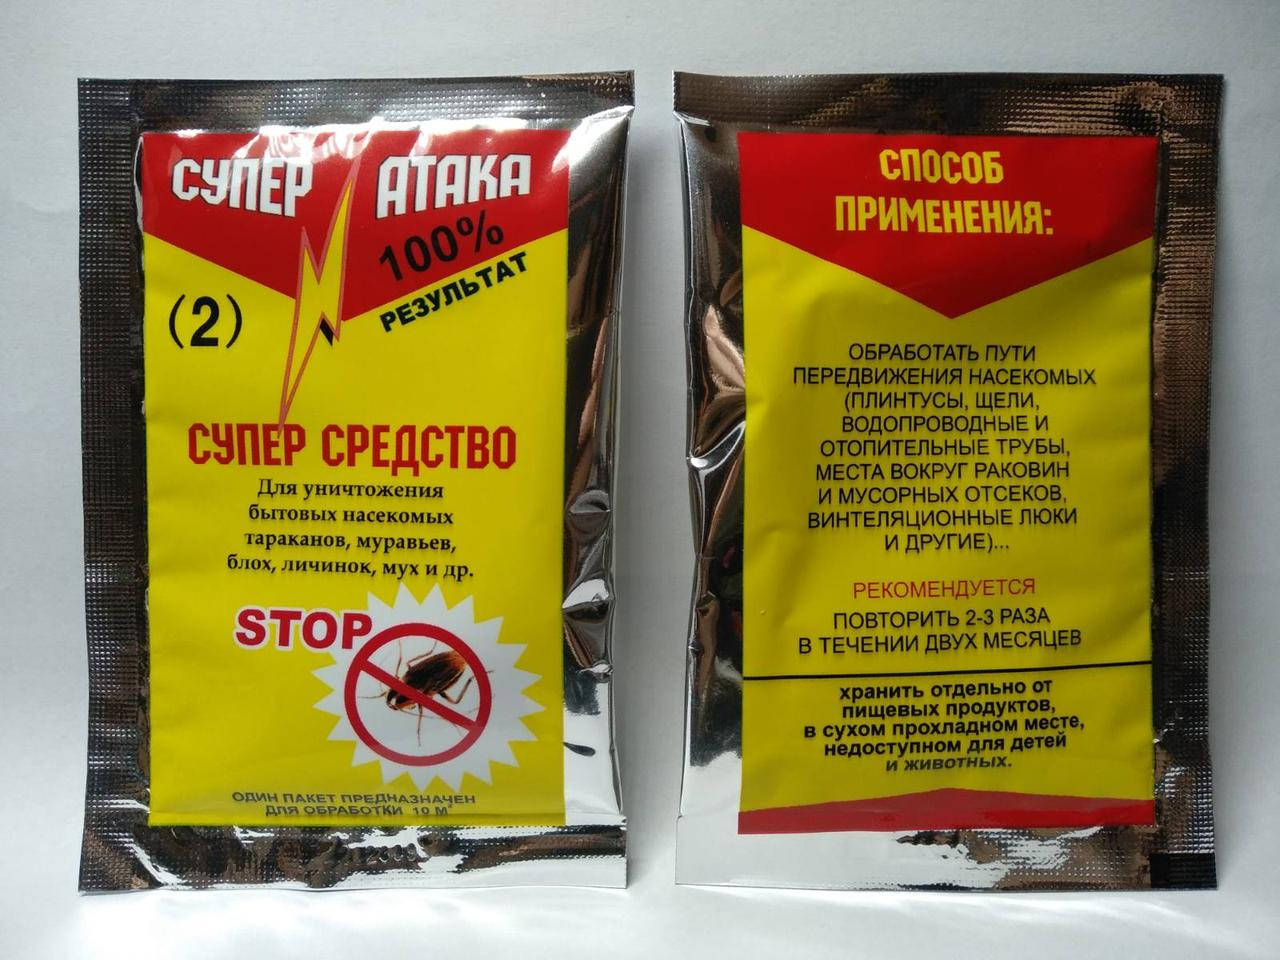 СУПЕР АТАКА
100%
РЕЗУЛЬТАТ
(2)
СУПЕР СРЕДСТВО
Для уничтожения
бытовых насекомых
тараканов, муравьев,
блох, личинок, мух и др.
STOP
ОДИН ПАКЕТ ПРЕДНАЗНАЧЕН
ДЛЯ ОБРАБОТКИ 10 М²
СПОСОБ
ПРИМЕНЕНИЯ:
ОБРАБОТАТЬ ПУТИ
ПЕРЕДВИЖЕНИЯ НАСЕКОМЫХ
(ПЛИНТУСЫ, ЩЕЛИ,
ВОДОПРОВОДНЫЕ И
ОТОПИТЕЛЬНЫЕ ТРУБЫ,
МЕСТА ВОКРУГ РАКОВИН
И МУСОРНЫХ ОТСЕКОВ,
ВИНТЕЛЯЦИОННЫЕ ЛЮКИ
И ДРУГИЕ)...
РЕКОМЕНДУЕТСЯ
ПОВТОРИТЬ 2-3 РАЗА
В ТЕЧЕНИИ ДВУХ МЕСЯЦЕВ
хранить отдельно от
пищевых продуктов,
в сухом прохладном месте,
недоступном для детей
и животных.